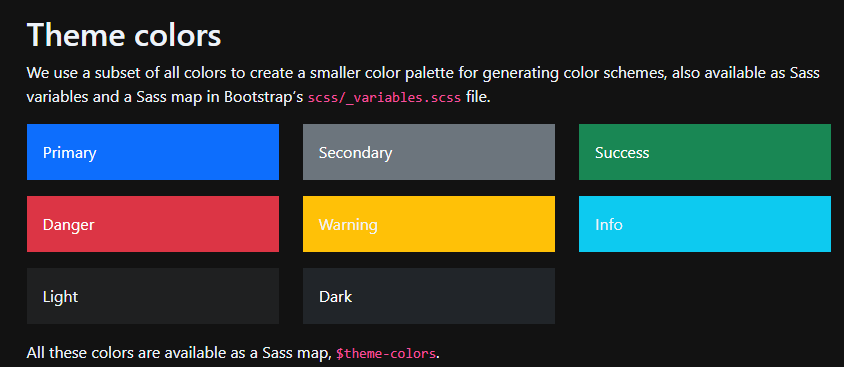 Theme colors
We use a subset of all colors to create a smaller color palette for generating color schemes, also available as Sass
variables and a Sass map in Bootstrap’s scss/_variables.scss file.
Primary
Secondary
Success
Danger
Warning
Info
Light
Dark
All these colors are available as a Sass map, $theme-colors.